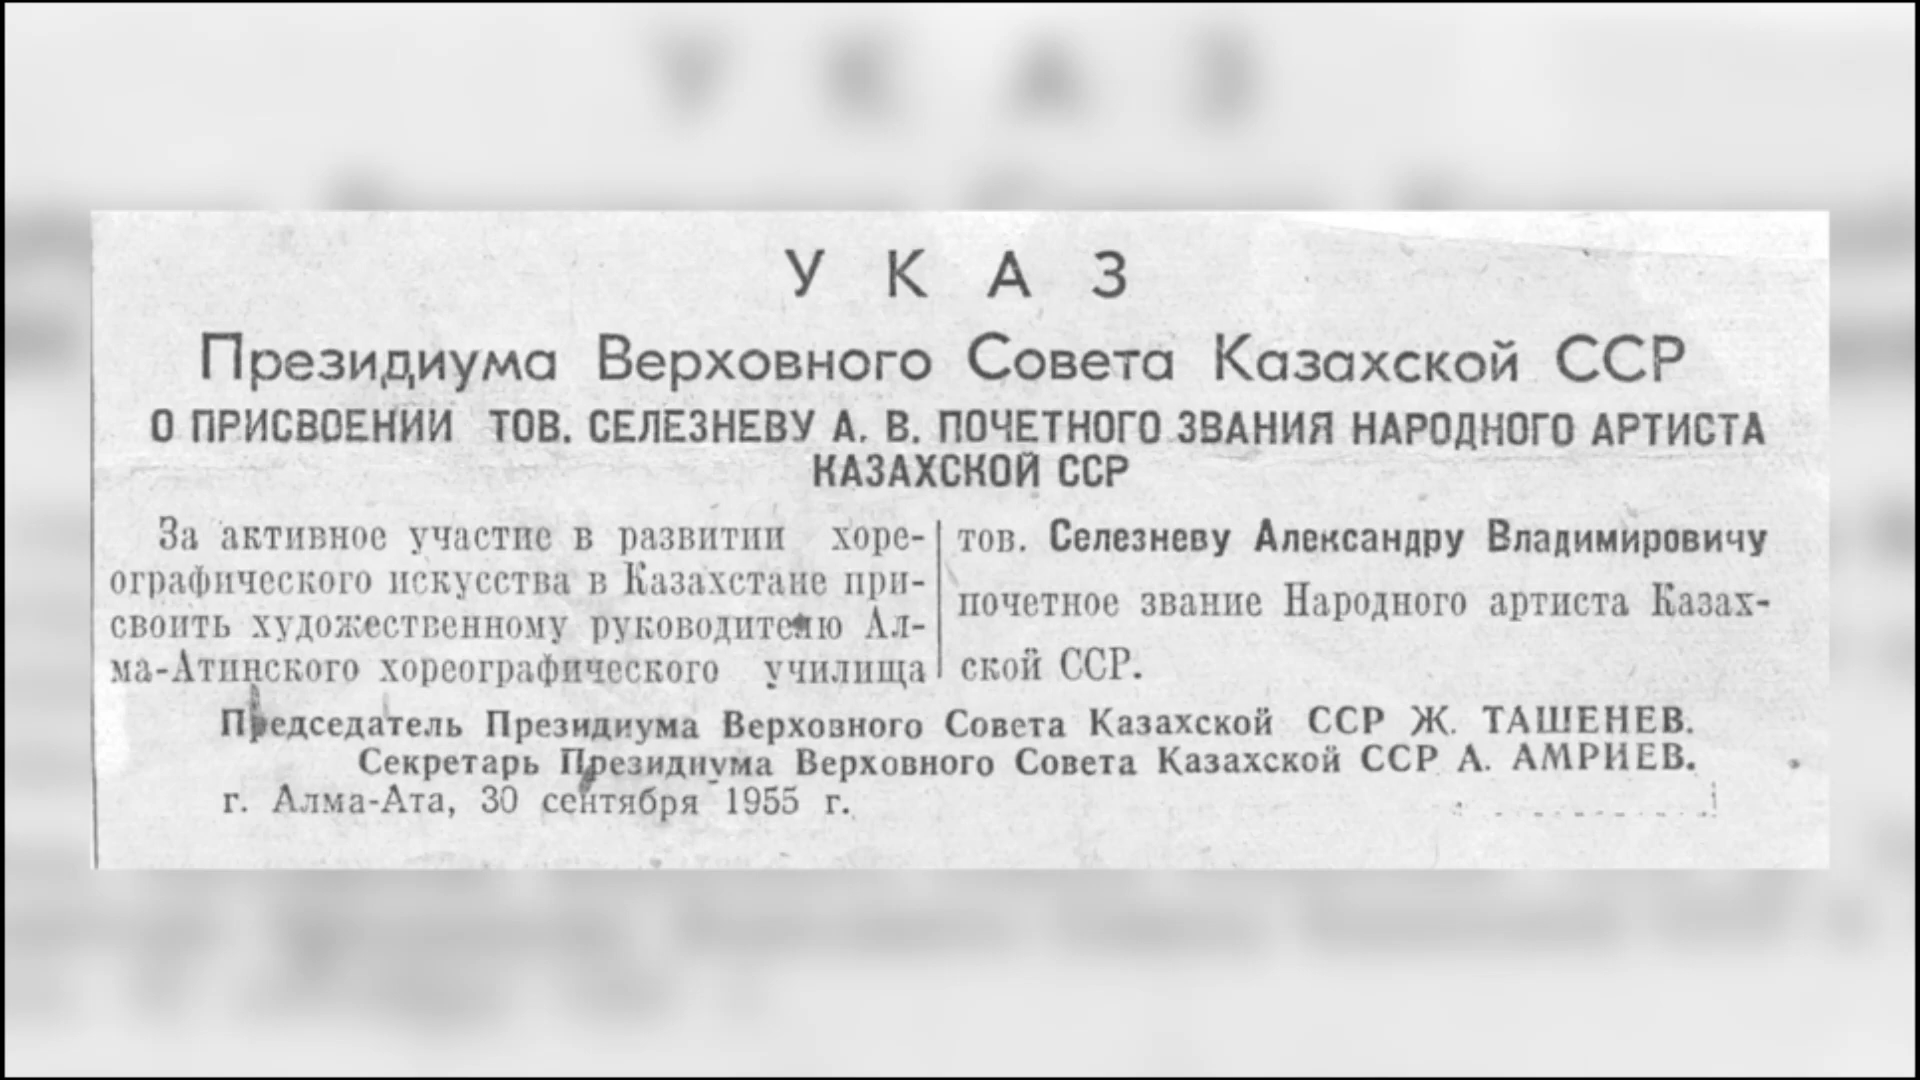 УКАЗ
Президиума Верховного Совета Казахской ССР
О ПРИСВОЕНИИ ТОВ. СЕЛЕЗНЕВУ А. В. ПОЧЕТНОГО ЗВАНИЯ НАРОДНОГО АРТИСТА
КАЗАХСКОЙ ССР
За активное участие в развитии хоре-
ографического искусства в Казахстане при-
своить художественному руководителю Ал-
ма-Атинского хореографического училища
тов. Селезневу Александру Владимировичу
почетное звание Народного артиста Казах-
ской ССР.
Председатель Президиума Верховного Совета Казахской ССР Ж. ТАШЕНЕВ.
Секретарь Президиума Верховного Совета Казахской ССР А. АМРИЕВ.
г. Алма-Ата, 30 сентября 1955 г.